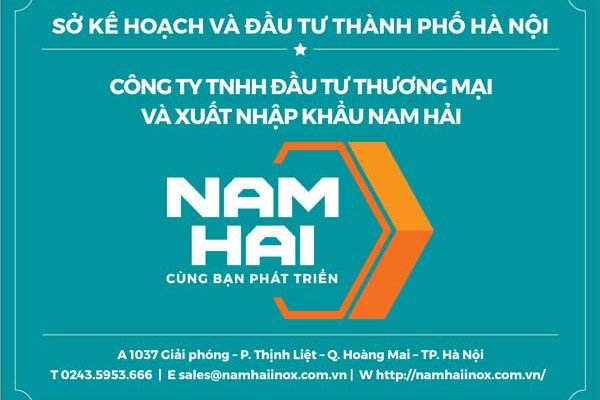 SỞ KẾ HOẠCH VÀ ĐẦU TƯ THÀNH PHỐ HÀ NỘI
CÔNG TY TNHH ĐẦU TƯ THƯƠNG MẠI
VÀ XUẤT NHẬP KHẨU NAM HẢI
NAM
HAI
CÙNG BẠN PHÁT TRIỂN
A 1037 Giải phóng – P. Thịnh Liệt – Q. Hoàng Mai – TP. Hà Nội
T 0243.5953.666 | E sales@namhaiinox.com.vn | W http://namhaiinox.com.vn/